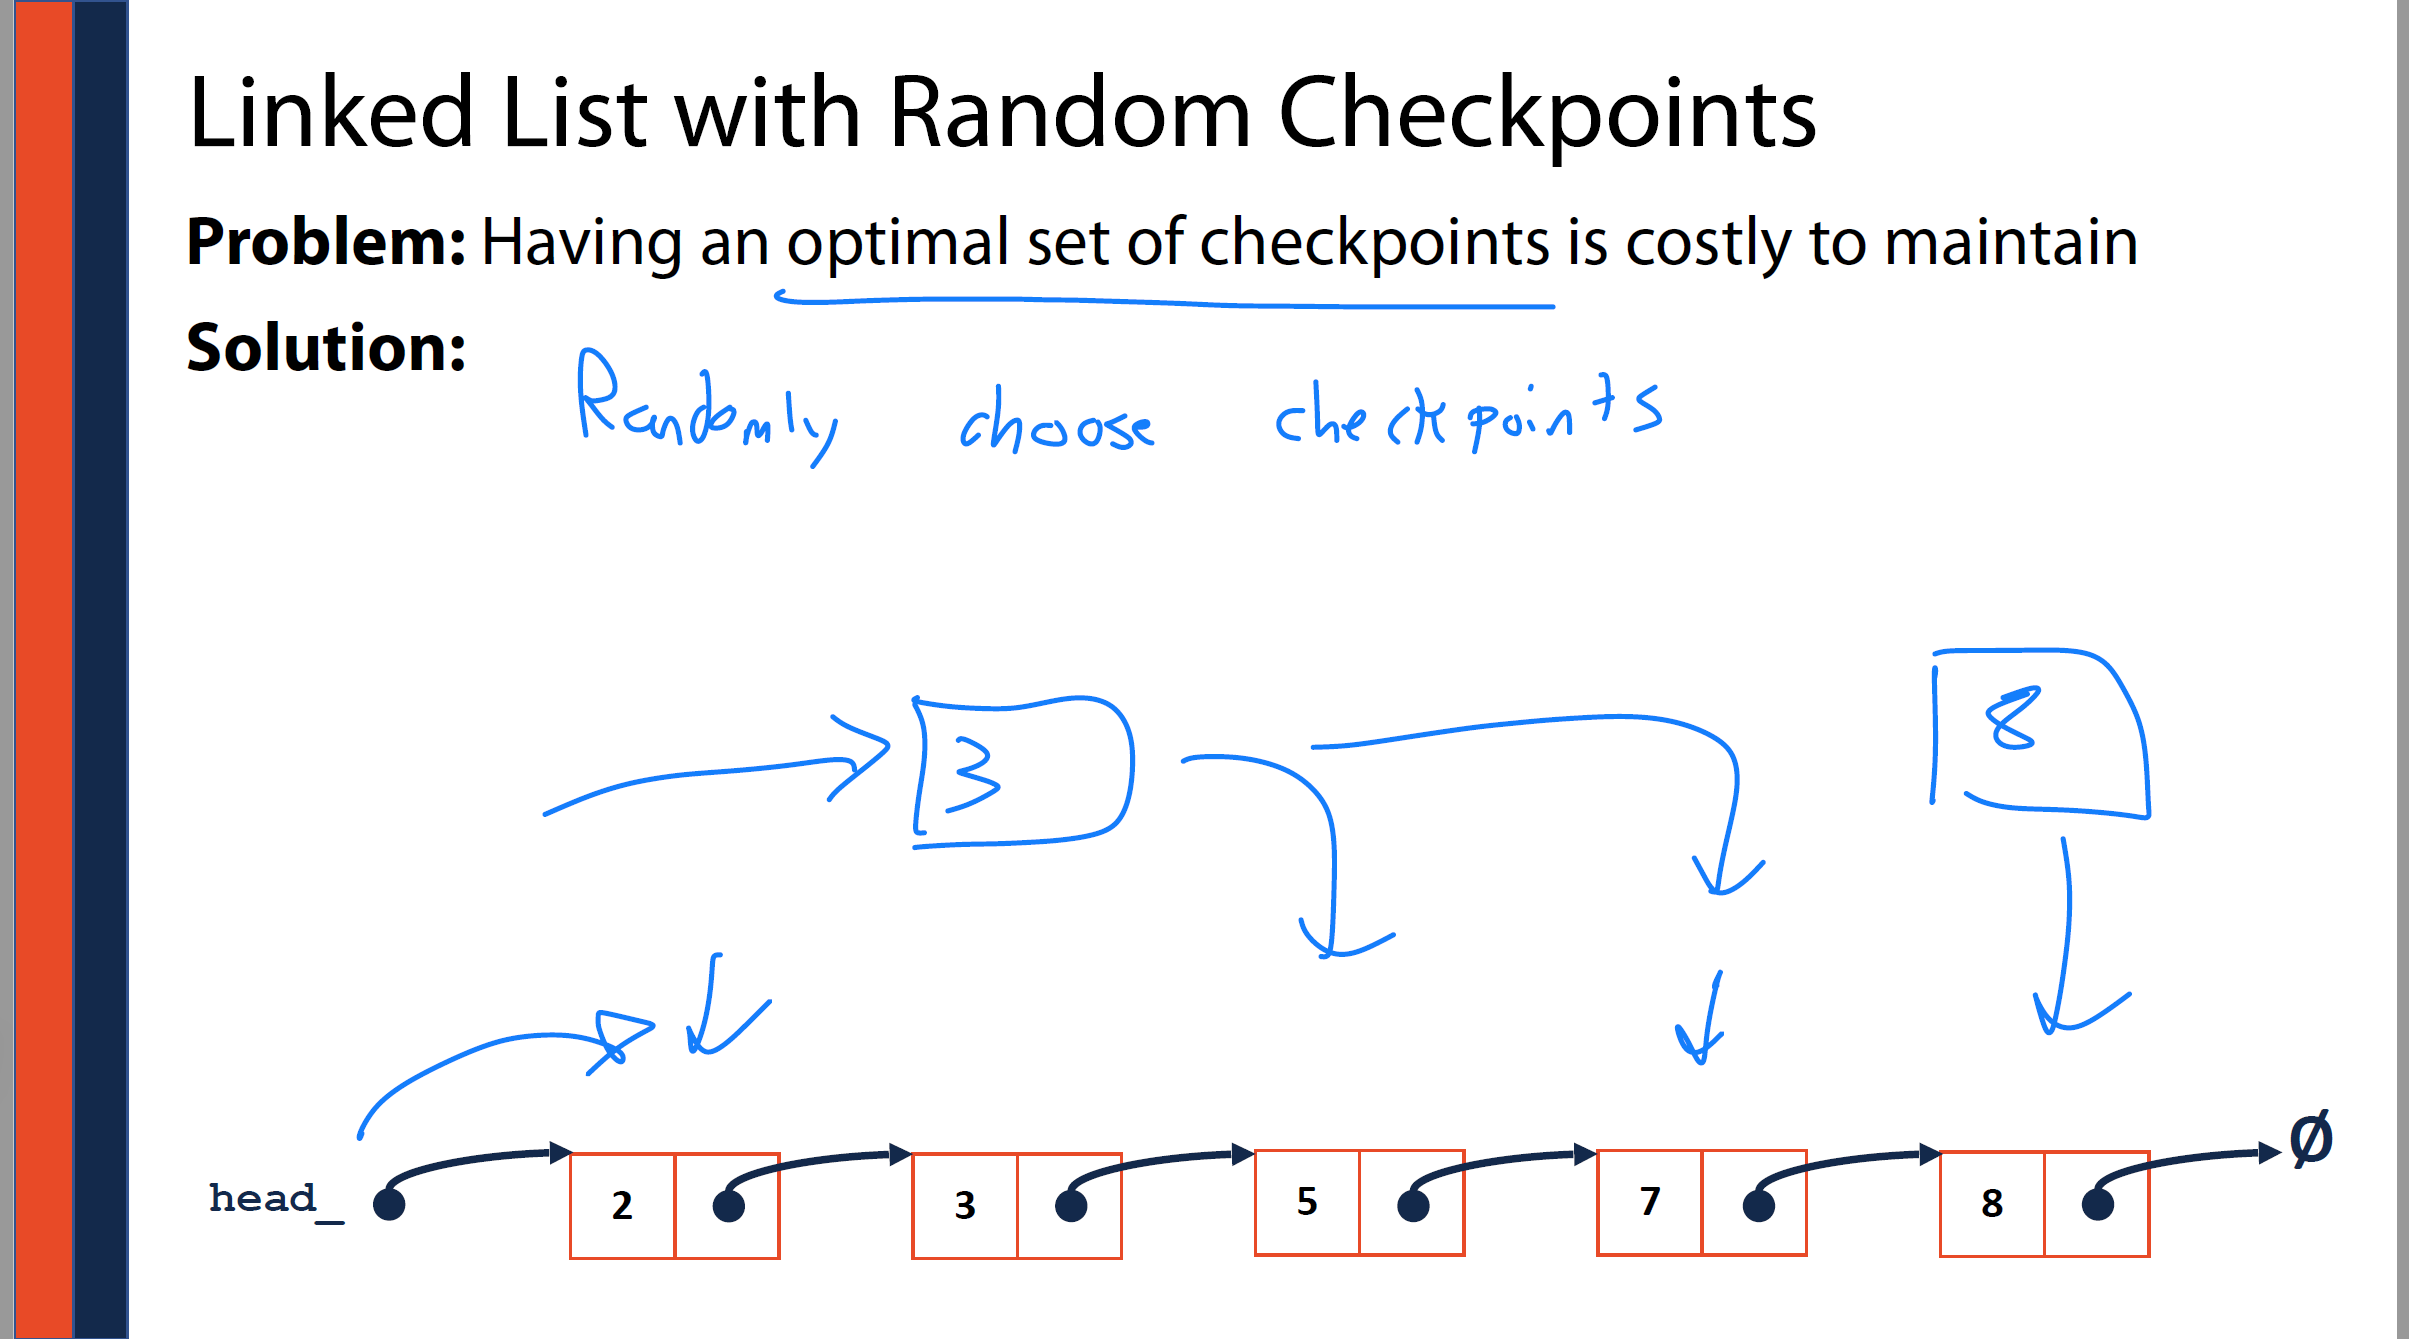 Linked List with Random Checkpoints
Problem: Having an optimal set of checkpoints is costly to maintain
Solution: Randomly choose checkpoints
3 8
head_ 2 3 5 7 8 Ø